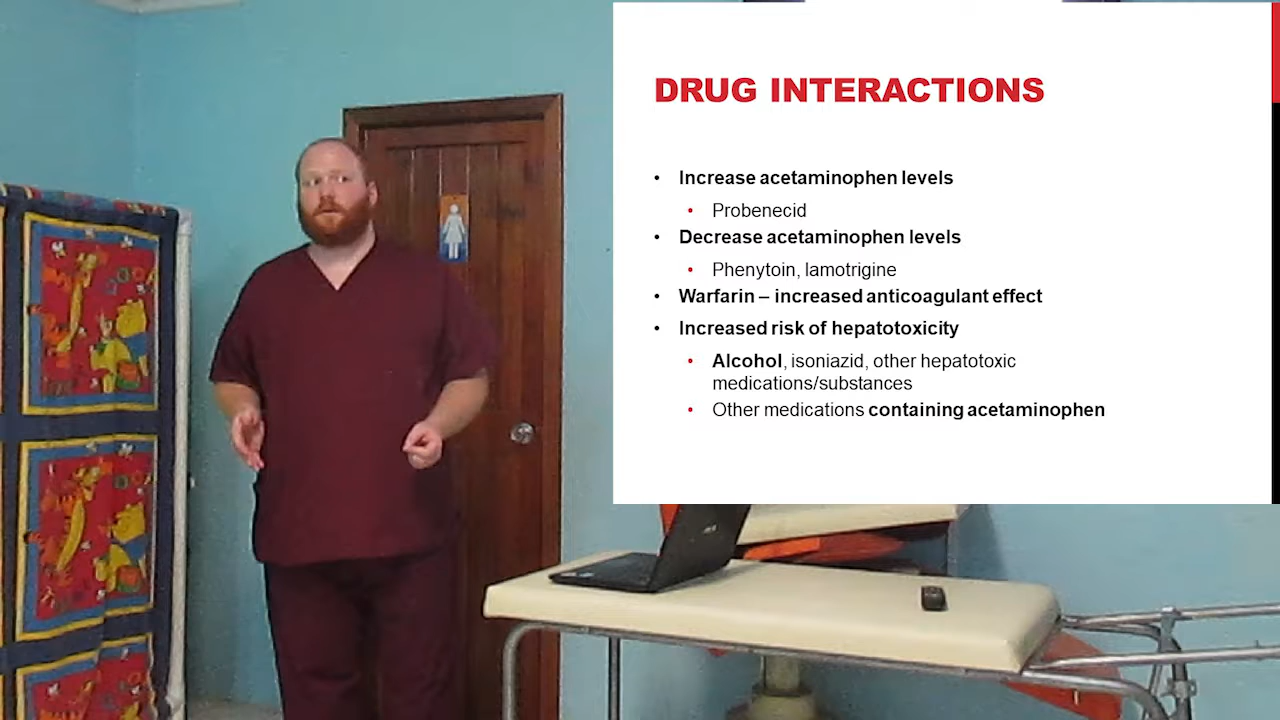 DRUG INTERACTIONS
• Increase acetaminophen levels
• Probenecid
• Decrease acetaminophen levels
• Phenytoin, lamotrigine
• Warfarin – increased anticoagulant effect
• Increased risk of hepatotoxicity
• Alcohol, isoniazid, other hepatotoxic
medications/substances
• Other medications containing acetaminophen